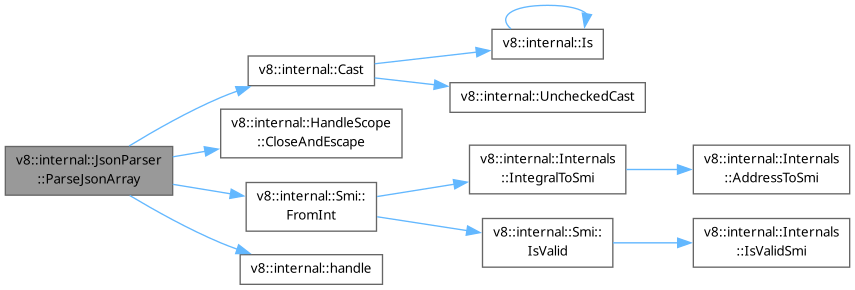 v8::internal::JsonParser
::ParseJsonArray
v8::internal::Cast
v8::internal::Is
v8::internal::UncheckedCast
v8::internal::HandleScope
::CloseAndEscape
v8::internal::Smi::
FromInt
v8::internal::Internals
::IntegralToSmi
v8::internal::Internals
::AddressToSmi
v8::internal::Smi::
IsValid
v8::internal::Internals
::IsValidSmi
v8::internal::handle